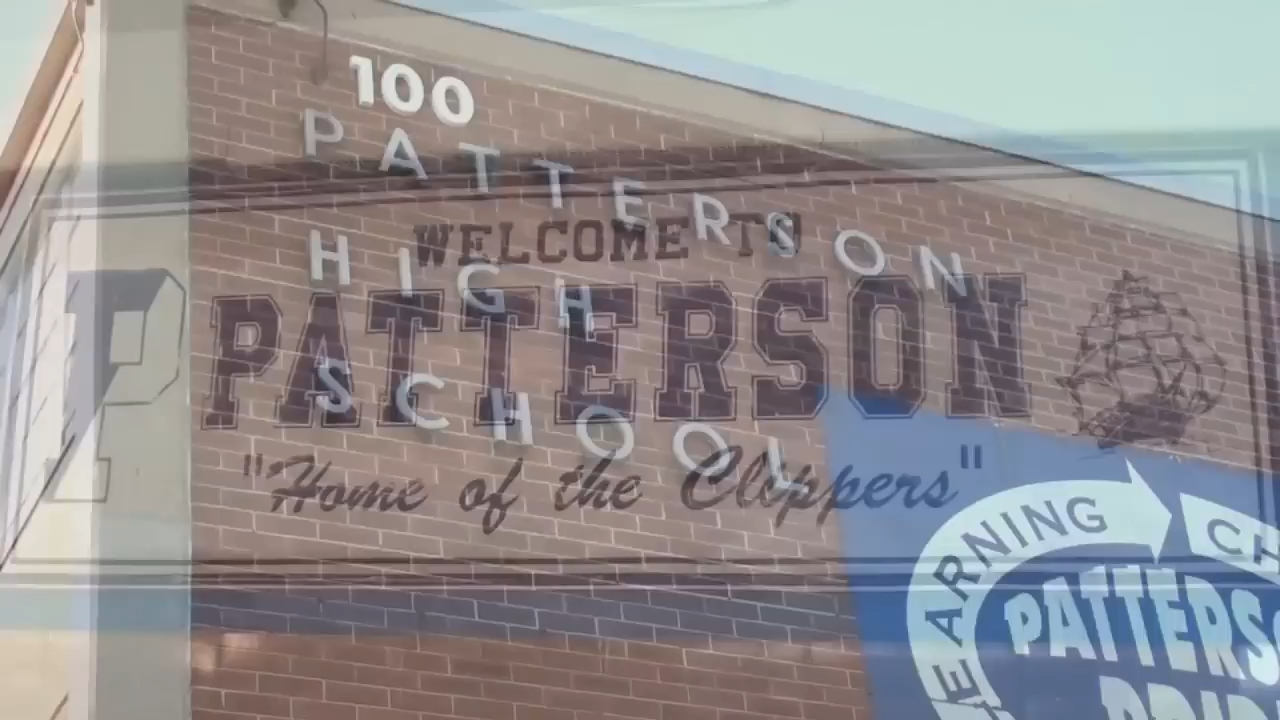 100
PATTERSON
HIGH
SCHOOL
WELCOME TO
P PATTERSON
"Home of the Clippers"
LEARNING
PATTERS